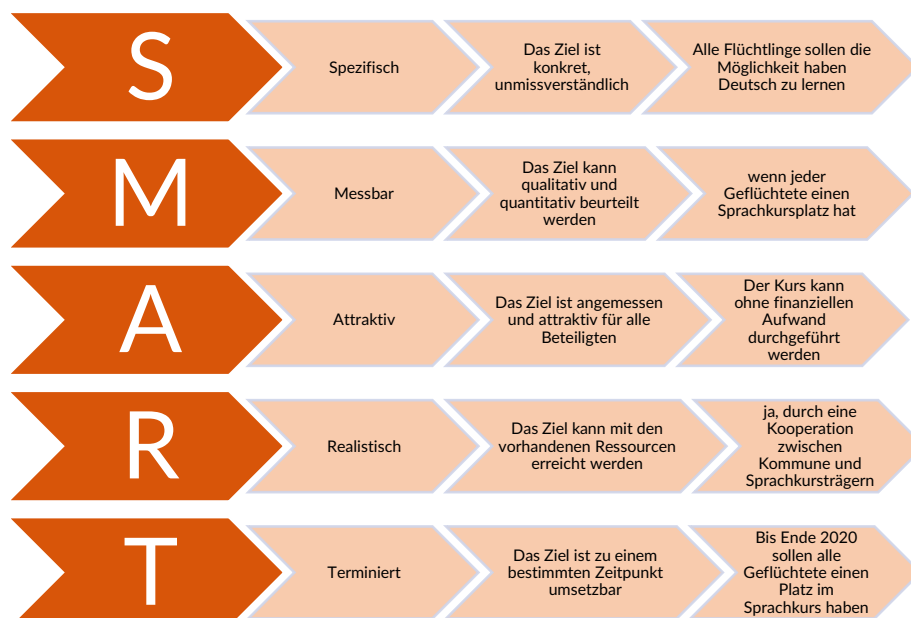 S
Spezifisch
Das Ziel ist
konkret,
unmissverständlich
Alle Flüchtlinge sollen die
Möglichkeit haben
Deutsch zu lernen
M
Messbar
Das Ziel kann
qualitativ und
quantitativ beurteilt
werden
wenn jeder
Geflüchtete einen
Sprachkursplatz hat
A
Attraktiv
Das Ziel ist angemessen
und attraktiv für alle
Beteiligten
Der Kurs kann
ohne finanziellen
Aufwand
durchgeführt
werden
R
Realistisch
Das Ziel kann mit den
vorhandenen Ressourcen
erreicht werden
ja, durch eine
Kooperation
zwischen
Kommune und
Sprachkursträgern
T
Terminiert
Das Ziel ist zu einem
bestimmten Zeitpunkt
umsetzbar
Bis Ende 2020
sollen alle
Geflüchtete einen
Platz im
Sprachkurs haben